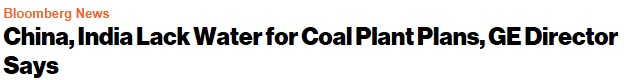 Bloomberg News
China, India Lack Water for Coal Plant Plans, GE Director
Says